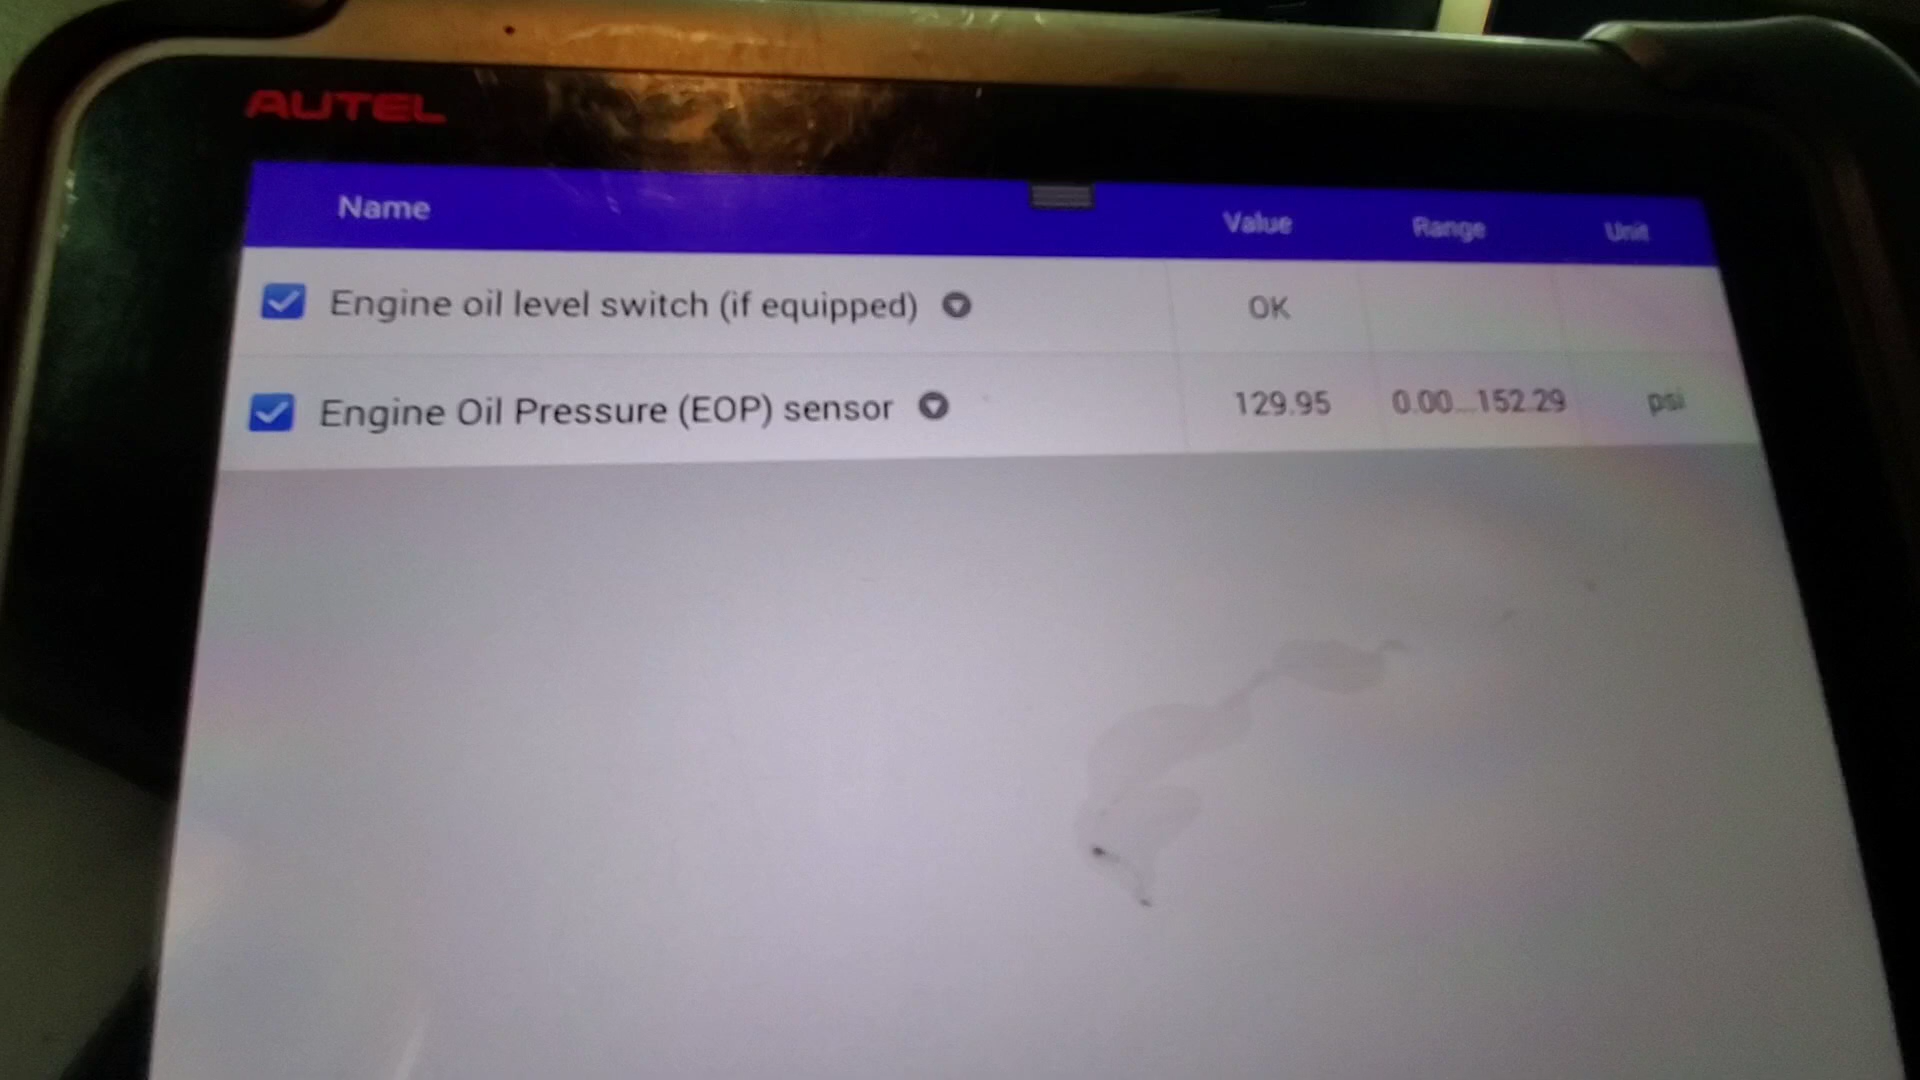 AUTEL
Name Value Range Unit
Engine oil level switch (if equipped) OK
Engine Oil Pressure (EOP) sensor 129.95 0.00...152.29 psi